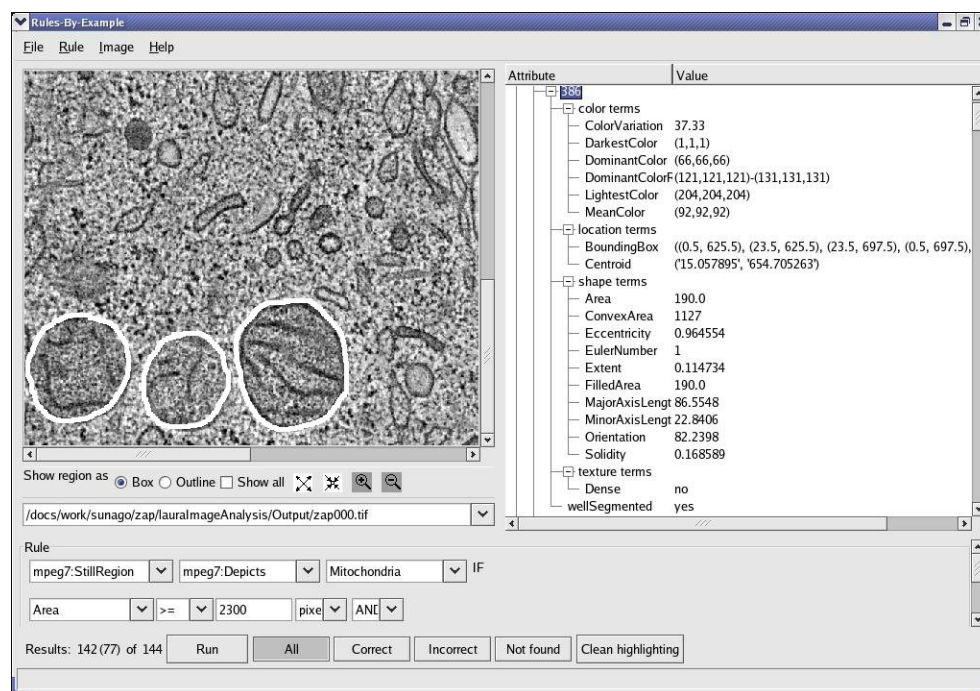 Rules-By-Example
File Rule Image Help
Attribute Value
386
color terms
ColorVariation 37.33
DarkestColor (1,1,1)
DominantColor (66,66,66)
DominantColorF(121,121,121)-(131,131,131)
LightestColor (204,204,204)
MeanColor (92,92,92)
location terms
BoundingBox ((0.5, 625.5), (23.5, 625.5), (23.5, 697.5), (0.5, 697.5),
Centroid ('15.057895', '654.705263')
shape terms
Area 190.0
ConvexArea 1127
Eccentricity 0.964554
EulerNumber 1
Extent 0.114734
FilledArea 190.0
MajorAxisLengt 86.5548
MinorAxisLengt 22.8406
Orientation 82.2398
Solidity 0.168589
texture terms
Dense no
wellSegmented yes
Show region as Box Outline Show all
/docs/work/sunago/zap/lauraImageAnalysis/Output/zap000.tif
Rule
mpeg7:StillRegion mpeg7:Depicts Mitochondria IF
Area >= 2300 pixe AND
Results: 142(77) of 144 Run All Correct Incorrect Not found Clean highlighting